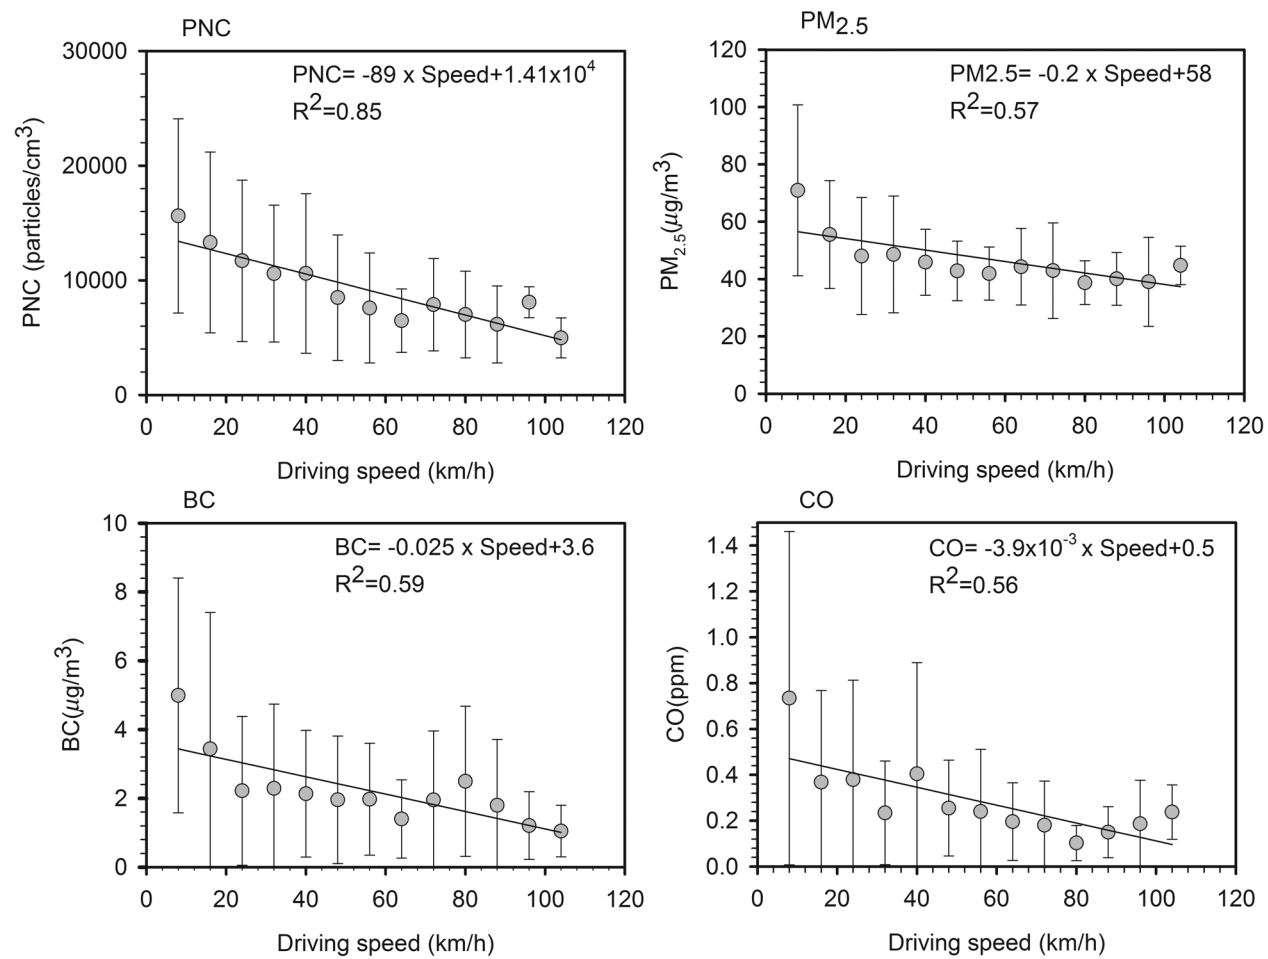 PNC
30000
20000
10000
0
PNC= -89 x Speed+1.41x10⁴
R²=0.85
PNC (particles/cm³)
0 20 40 60 80 100 120
Driving speed (km/h)
PM₂.₅
120
100
80
60
40
20
0
PM2.5= -0.2 x Speed+58
R²=0.57
PM₂.₅(μg/m³)
0 20 40 60 80 100 120
Driving speed (km/h)
BC
10
8
6
4
2
0
BC= -0.025 x Speed+3.6
R²=0.59
BC(μg/m³)
0 20 40 60 80 100 120
Driving speed (km/h)
CO
1.4
1.2
1.0
0.8
0.6
0.4
0.2
0.0
CO= -3.9x10⁻³ x Speed+0.5
R²=0.56
CO(ppm)
0 20 40 60 80 100 120
Driving speed (km/h)